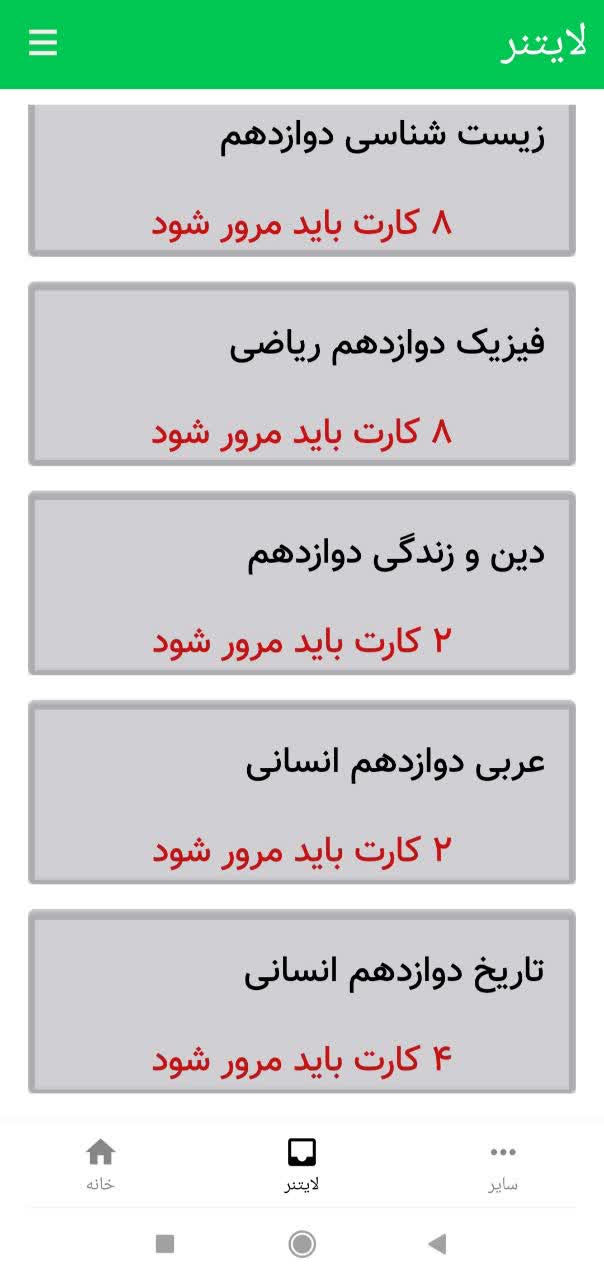 لایتنر
زیست شناسی دوازدهم
۸ کارت باید مرور شود
فیزیک دوازدهم ریاضی
۸ کارت باید مرور شود
دین و زندگی دوازدهم
۲ کارت باید مرور شود
عربی دوازدهم انسانی
۲ کارت باید مرور شود
تاریخ دوازدهم انسانی
۴ کارت باید مرور شود
سایر
لایتنر
خانه